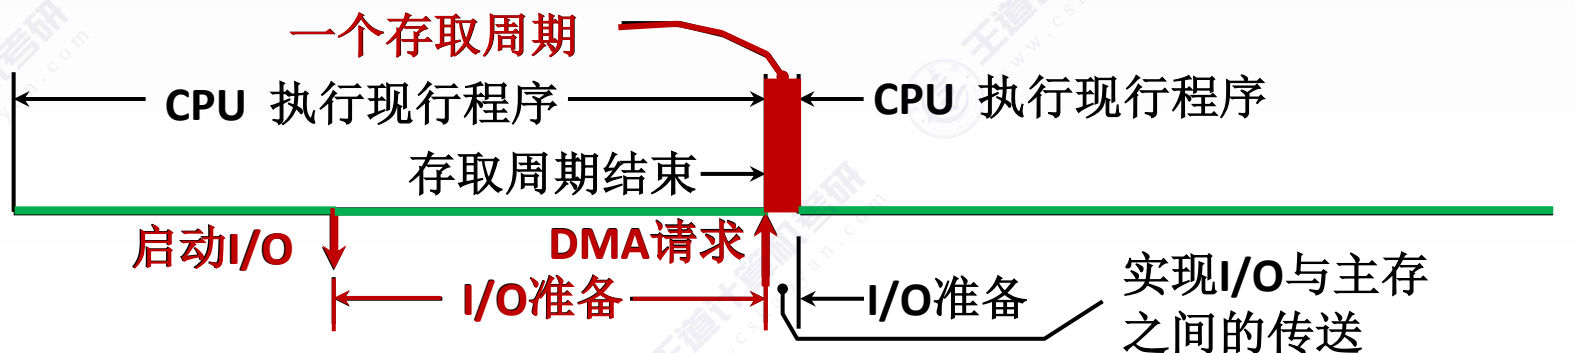 一个存取周期
CPU 执行现行程序
CPU 执行现行程序
存取周期结束
启动I/O
DMA请求
I/O准备
I/O准备
实现I/O与主存
之间的传送